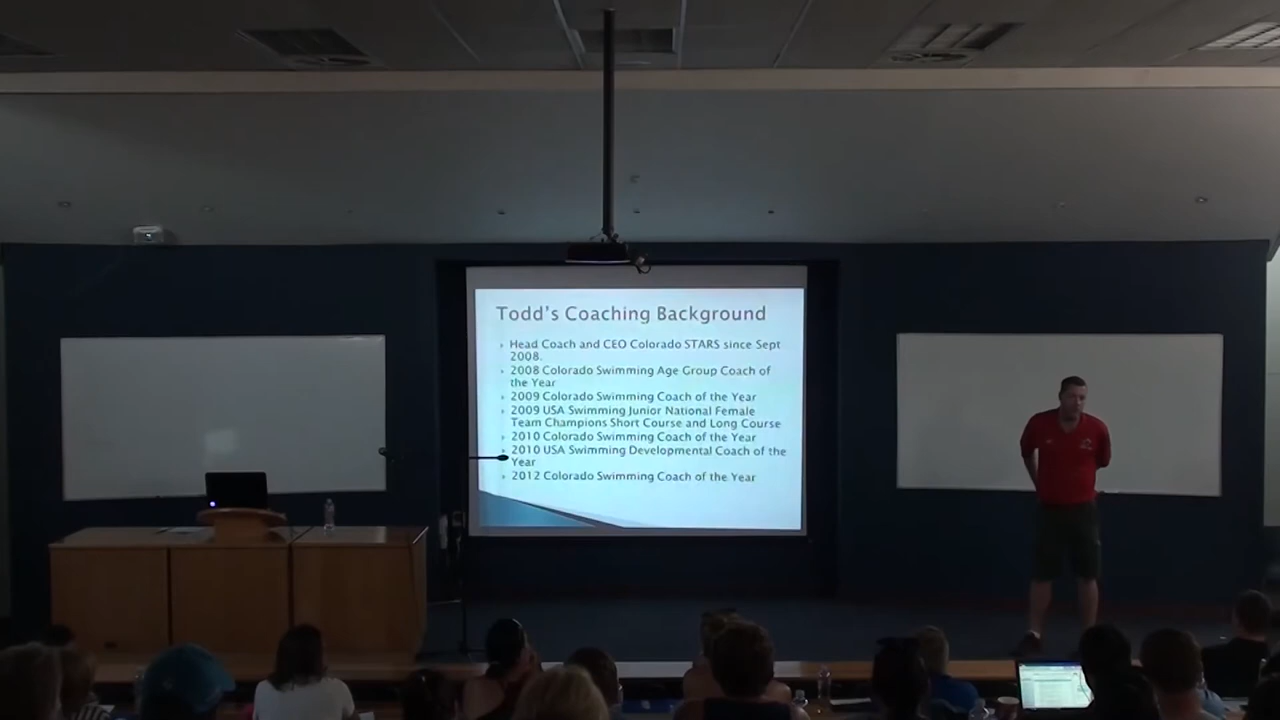 Todd's Coaching Background
Head Coach and CEO Colorado STARS since Sept
2008.
2008 Colorado Swimming Age Group Coach of
the Year
2009 Colorado Swimming Coach of the Year
2009 USA Swimming Junior National Female
Team Champions Short Course and Long Course
2010 Colorado Swimming Coach of the Year
2010 USA Swimming Developmental Coach of the
Year
2012 Colorado Swimming Coach of the Year